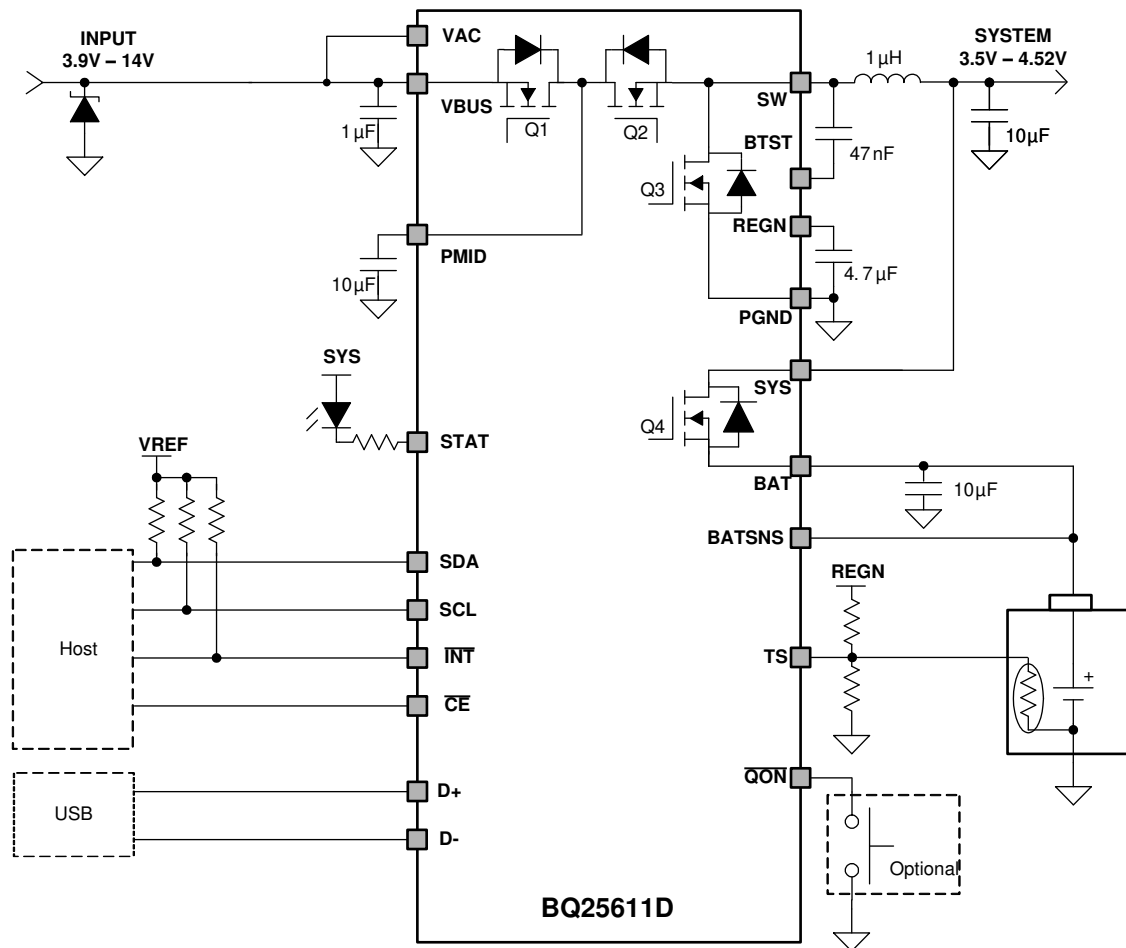 INPUT
3.9V – 14V
VAC
VBUS
1µF
Q1
Q2
SW
1µH
SYSTEM
3.5V – 4.52V
10µF
BTST
47nF
Q3
REGN
4.7µF
PGND
PMID
10µF
SYS
STAT
SYS
Q4
BAT
10µF
BATSNS
VREF
SDA
SCL
INT
CE
Host
REGN
TS
+
QON
Optional
D+
D-
USB
BQ25611D